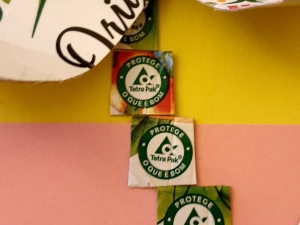 PROTEGE
Tetra Pak®
O QUE É BOM
PROTEGE
Tetra Pak®
O QUE É BOM
PROTEGE